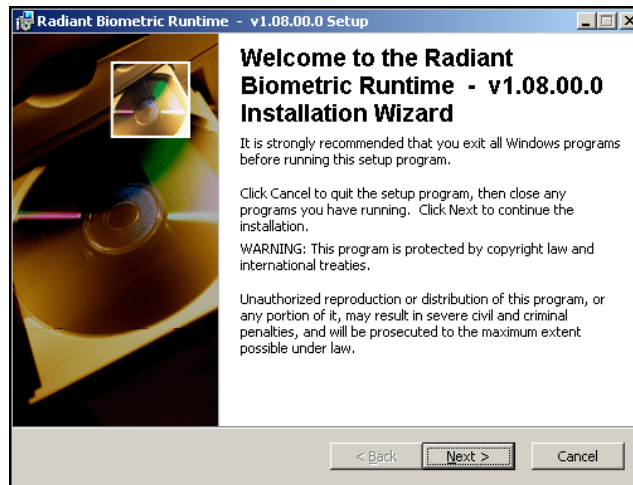 Radiant Biometric Runtime - v1.08.00.0 Setup
Welcome to the Radiant
Biometric Runtime - v1.08.00.0
Installation Wizard
It is strongly recommended that you exit all Windows programs
before running this setup program.
Click Cancel to quit the setup program, then close any
programs you have running. Click Next to continue the
installation.
WARNING: This program is protected by copyright law and
international treaties.
Unauthorized reproduction or distribution of this program, or
any portion of it, may result in severe civil and criminal
penalties, and will be prosecuted to the maximum extent
possible under law.
< Back
Next >
Cancel